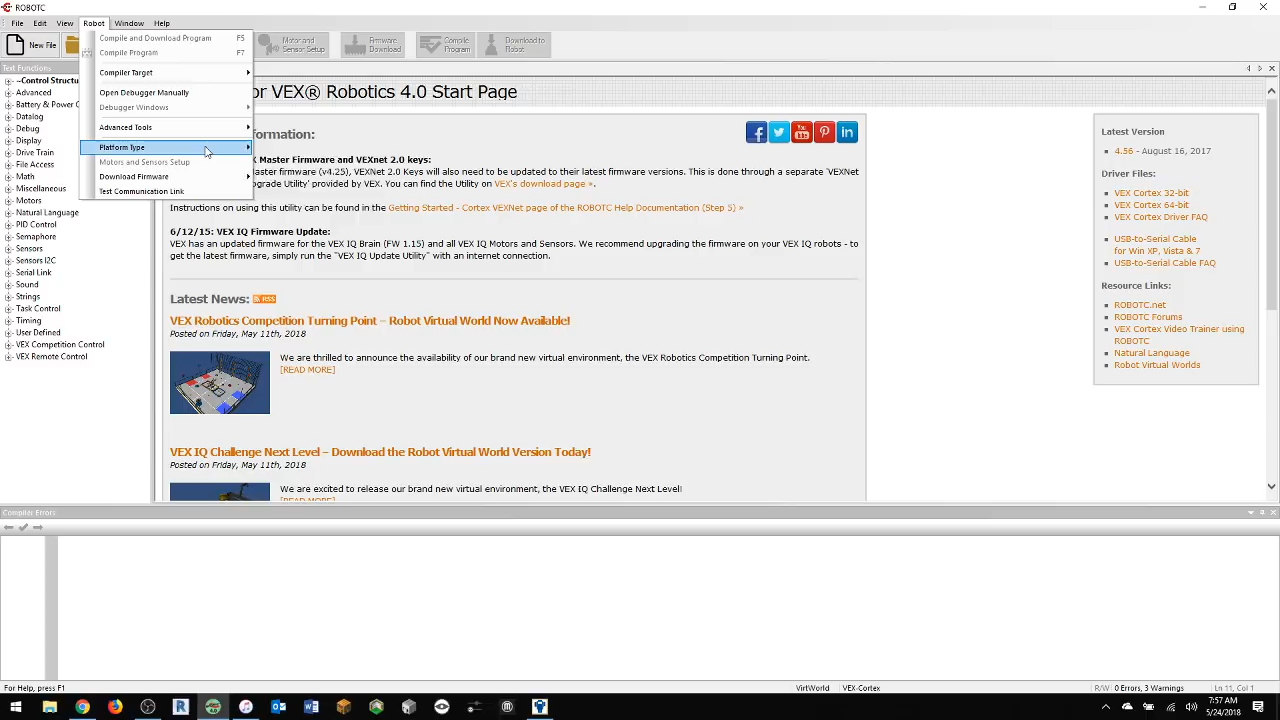 ROBOTC
File Edit View Robot Window Help
New File
Compile and Download Program F5
Compile Program F7
Compiler Target
Open Debugger Manually
Debugger Windows
Advanced Tools
Platform Type
Motors and Sensors Setup
Download Firmware
Test Communication Link
Motor and Sensor Setup
Firmware Download
Compile Program
Download to Robot
Text Functions
~Control Structu
Advanced
Battery & Power C
Datalog
Debug
Display
Drive Train
File Access
Math
Miscellaneous
Motors
Natural Language
PID Control
Semaphore
Sensors
Sensors I2C
Serial Link
Sound
Strings
Task Control
Timing
User Defined
VEX Competition Control
VEX Remote Control
or VEX® Robotics 4.0 Start Page
formation:
X Master Firmware and VEXnet 2.0 keys:
aster firmware (v4.25), VEXNet 2.0 Keys will also need to be updated to their latest firmware versions. This is done through a separate 'VEXNet
pgrade Utility' provided by VEX. You can find the Utility on VEX's download page ».
Instructions on using this utility can be found in the Getting Started - Cortex VEXNet page of the ROBOTC Help Documentation (Step 5) »
6/12/15: VEX IQ Firmware Update:
VEX has an updated firmware for the VEX IQ Brain (FW 1.15) and all VEX IQ Motors and Sensors. We recommend upgrading the firmware on your VEX IQ robots - to
get the latest firmware, simply run the "VEX IQ Update Utility" with an internet connection.
Latest News: RSS
VEX Robotics Competition Turning Point – Robot Virtual World Now Available!
Posted on Friday, May 11th, 2018
We are thrilled to announce the availability of our brand new virtual environment, the VEX Robotics Competition Turning Point.
[READ MORE]
VEX IQ Challenge Next Level – Download the Robot Virtual World Version Today!
Posted on Friday, May 11th, 2018
We are excited to release our brand new virtual environment, the VEX IQ Challenge Next Level!
[READ MORE]
Latest Version
4.56 - August 16, 2017
Driver Files:
VEX Cortex 32-bit
VEX Cortex 64-bit
VEX Cortex Driver FAQ
USB-to-Serial Cable
for Win XP, Vista & 7
USB-to-Serial Cable FAQ
Resource Links:
ROBOTC.net
ROBOTC Forums
VEX Cortex Video Trainer using
ROBOTC
Natural Language
Robot Virtual Worlds
Compiler Errors
For Help, press F1
VirtWorld VEX-Cortex R/W 0 Errors, 3 Warnings Ln 11, Col 1
7:57 AM
5/24/2018